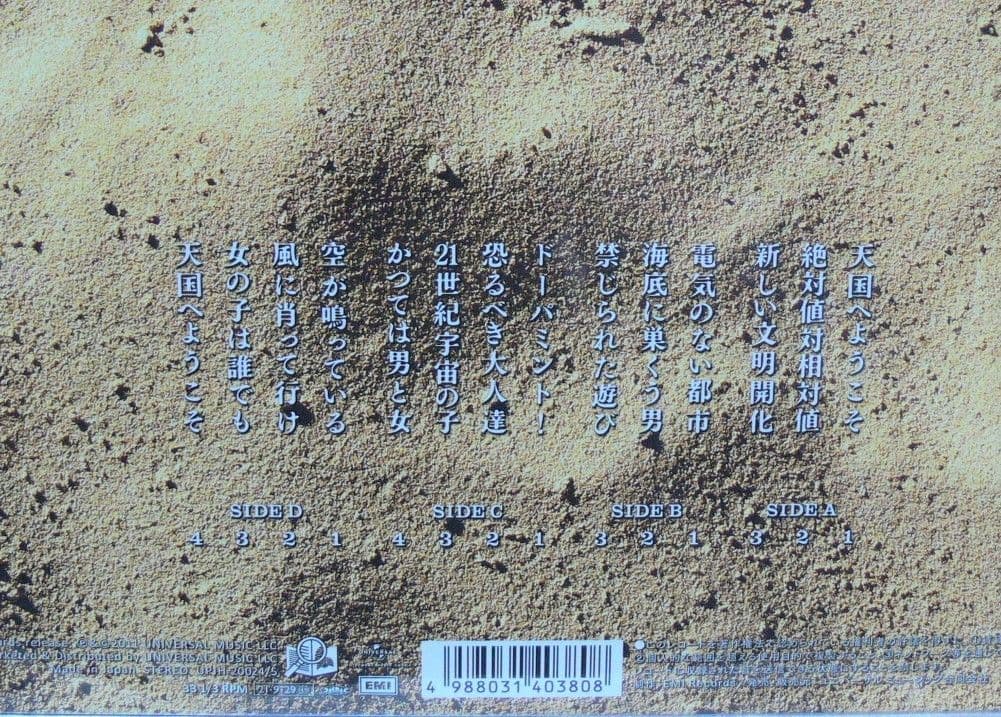 天国へようこそ
絶対値対相対値
新しい文明開化
電気のない都市
海底に巣くう男
禁じられた遊び
ドーパミント!
恐るべき大人達
21世紀宇宙の子
かつては男と女
空が鳴っている
風に肖って行け
女の子は誰でも
天国へようこそ
SIDE D SIDE C SIDE B SIDE A
4 3 2 1 4 3 2 1 3 2 1 3 2 1
2011 UNIVERSAL MUSIC LLC
& Distributed by UNIVERSAL MUSIC LLC
Made in Japan STEREO UPJH-20024/5
33 1/3 RPM
EMI
4 988031 403808
EMI Records